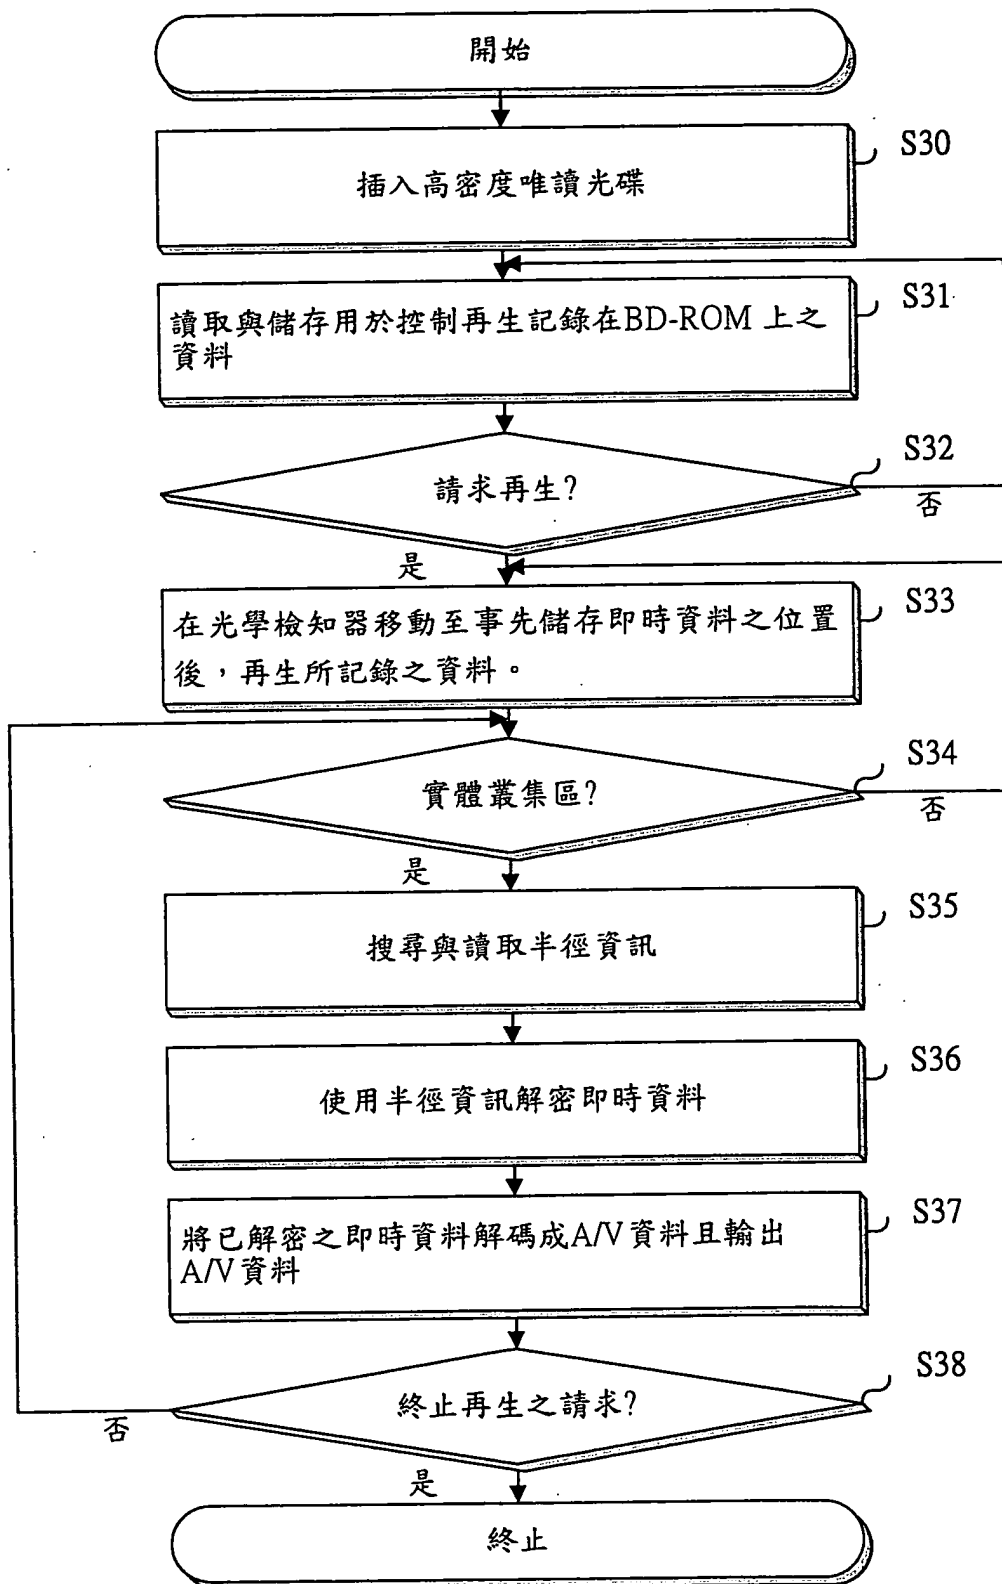 開始
S30
插入高密度唯讀光碟
S31
讀取與儲存用於控制再生記錄在BD-ROM 上之
資料
S32
請求再生?
否
是
S33
在光學檢知器移動至事先儲存即時資料之位置
後，再生所記錄之資料。
S34
實體叢集區?
否
是
S35
搜尋與讀取半徑資訊
S36
使用半徑資訊解密即時資料
S37
將已解密之即時資料解碼成A/V資料且輸出
A/V資料
S38
終止再生之請求?
否
是
終止